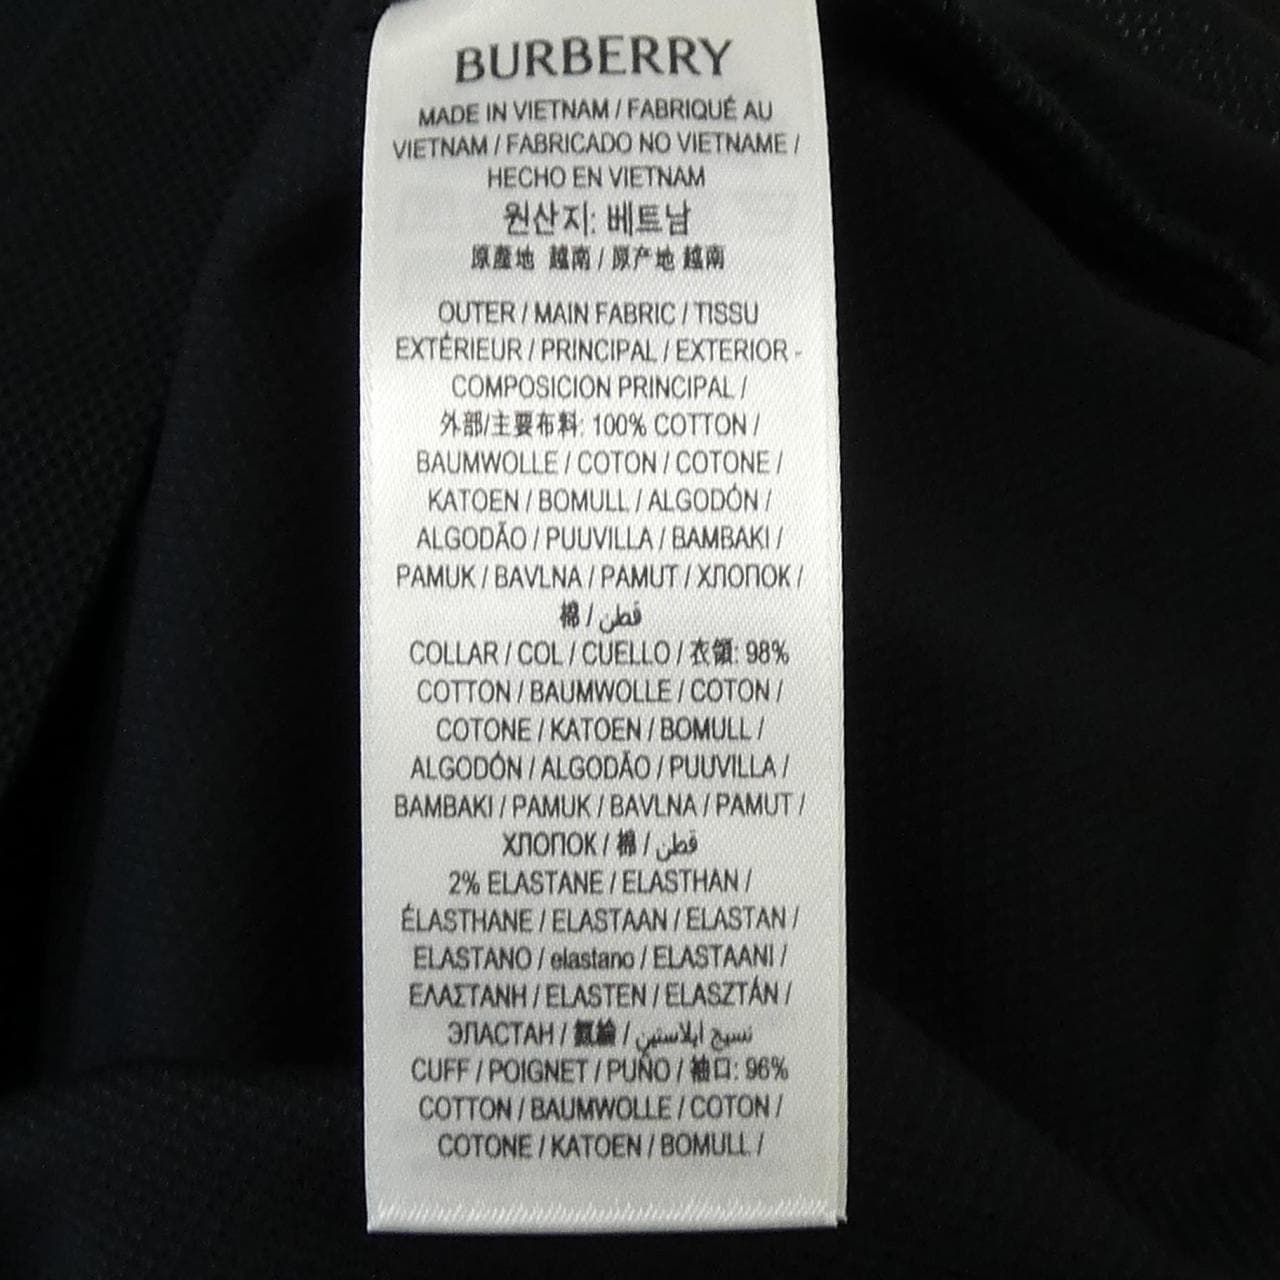 BURBERRY
MADE IN VIETNAM / FABRIQUÉ AU
VIETNAM / FABRICADO NO VIETNAME /
HECHO EN VIETNAM
원산지: 베트남
原產地 越南 / 原产地 越南
OUTER / MAIN FABRIC / TISSU
EXTÉRIEUR / PRINCIPAL / EXTERIOR -
COMPOSICION PRINCIPAL /
外部/主要布料: 100% COTTON /
BAUMWOLLE / COTON / COTONE /
KATOEN / BOMULL / ALGODÓN /
ALGODÃO / PUUVILLA / BAMBAKI /
PAMUK / BAVLNA / PAMUT / ХЛОПОК /
棉 / قطن
COLLAR / COL / CUELLO / 衣領: 98%
COTTON / BAUMWOLLE / COTON /
COTONE / KATOEN / BOMULL /
ALGODÓN / ALGODÃO / PUUVILLA /
BAMBAKI / PAMUK / BAVLNA / PAMUT /
ХЛОПОК / 棉 / قطن
2% ELASTANE / ELASTHAN /
ÉLASTHANE / ELASTAAN / ELASTAN /
ELASTANO / elastano / ELASTAANI /
ΕΛΑΣΤΑΝΗ / ELASTEN / ELASZTÁN /
ЭЛАСТАН / 氨綸 / نسيج ايلاستين
CUFF / POIGNET / PUÑO / 袖口: 96%
COTTON / BAUMWOLLE / COTON /
COTONE / KATOEN / BOMULL /